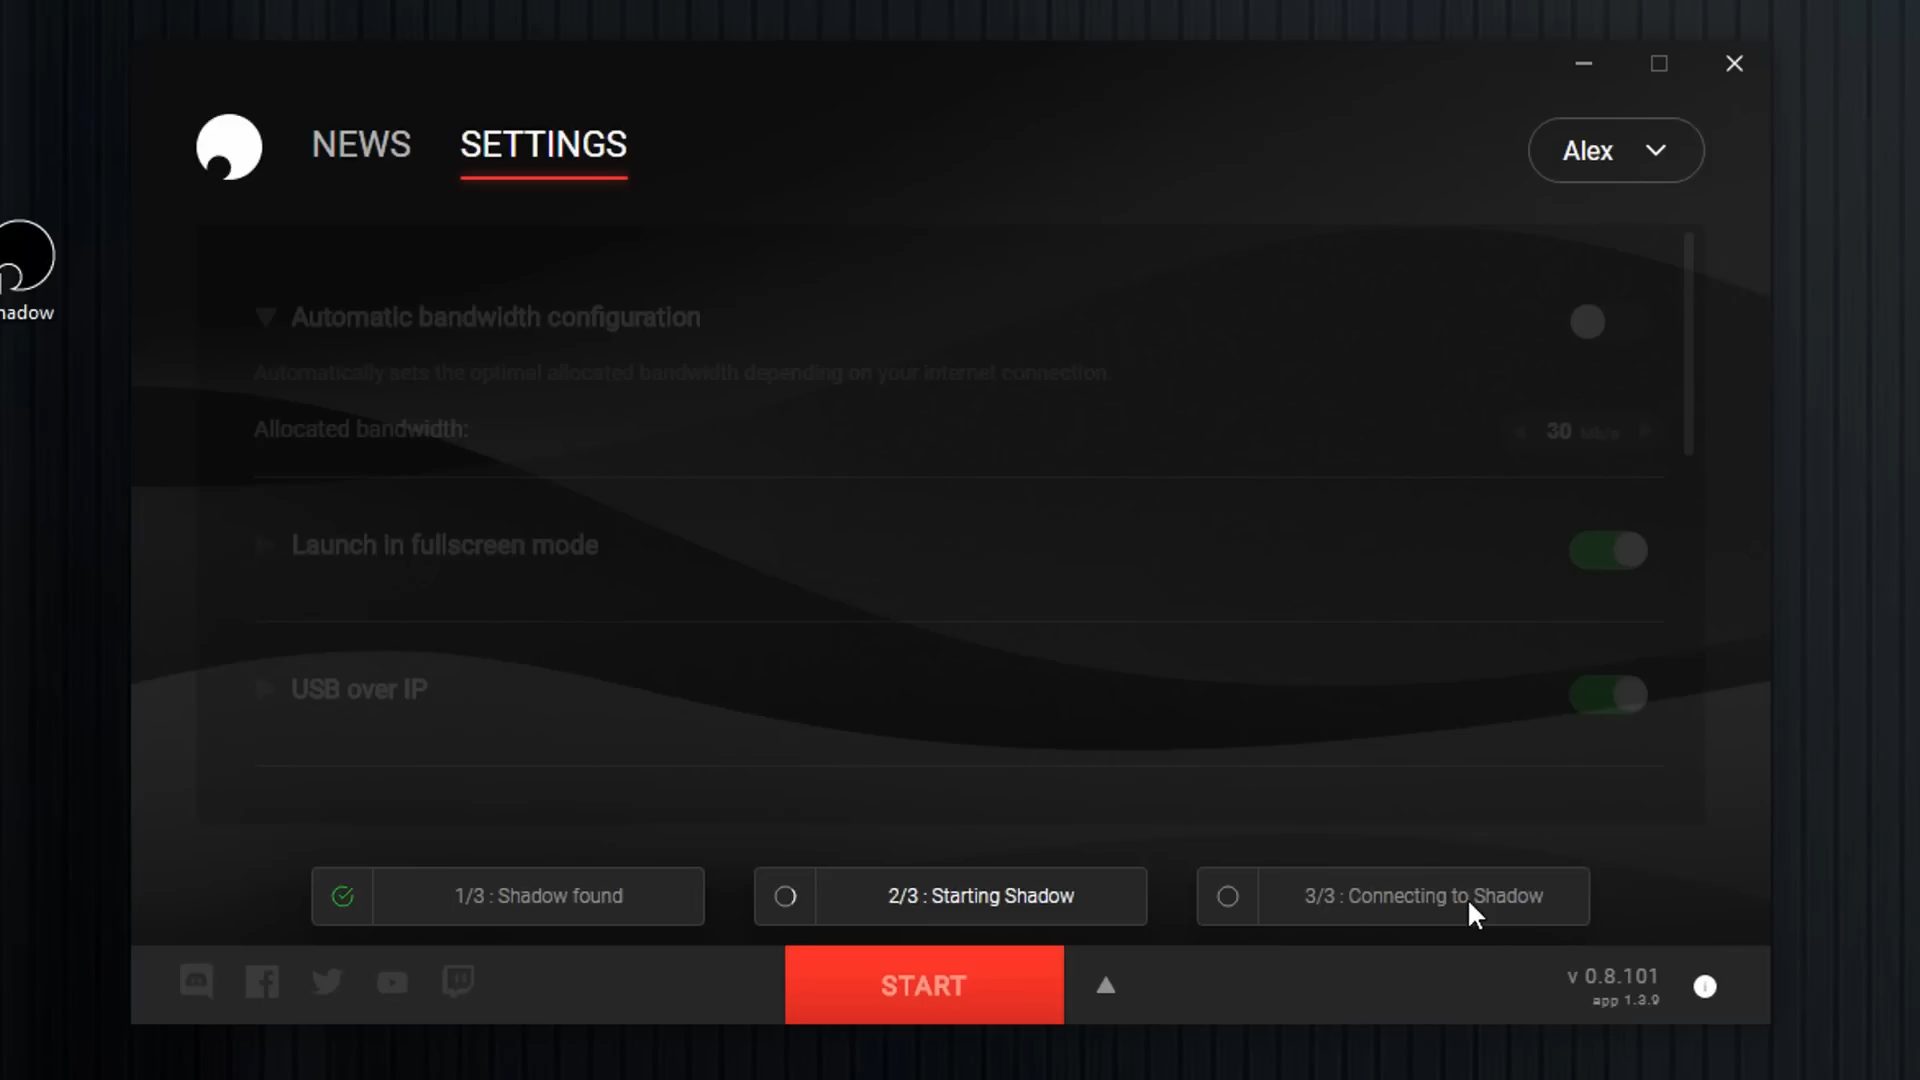 NEWS
SETTINGS
Alex
hadow
Automatic bandwidth configuration
Automatically sets the optimal allocated bandwidth depending on your internet connection.
Allocated bandwidth:
30 Mb/s
Launch in fullscreen mode
USB over IP
1/3 : Shadow found
2/3 : Starting Shadow
3/3 : Connecting to Shadow
START
v 0.8.101
app 1.3.9